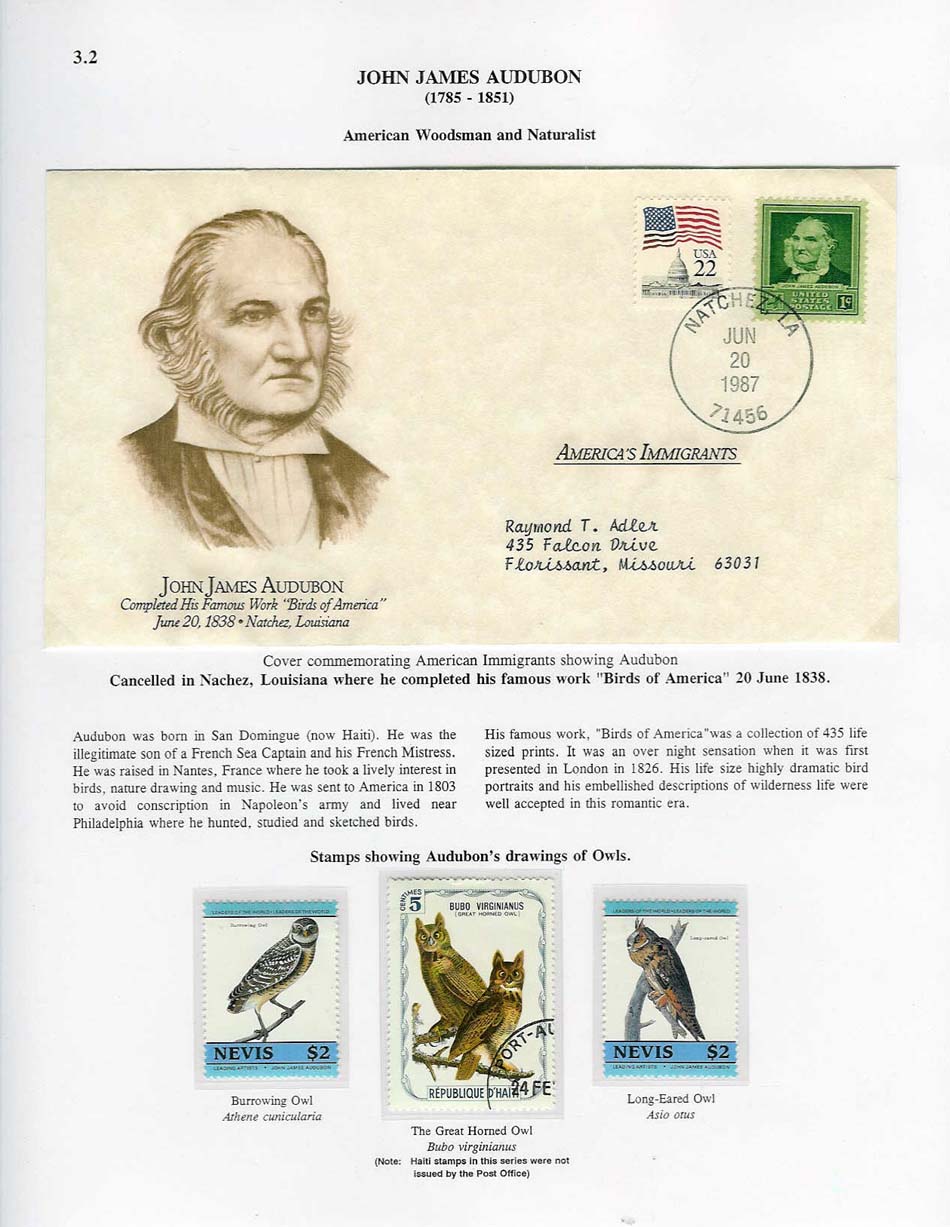 3.2
JOHN JAMES AUDUBON
(1785 - 1851)
American Woodsman and Naturalist
USA
22
JOHN JAMES AUDUBON
UNITED
STATES
POSTAGE
1¢
NATCHEZ, LA
JUN
20
1987
71456
AMERICA'S IMMIGRANTS
Raymond T. Adler
435 Falcon Drive
Florissant, Missouri 63031
JOHN JAMES AUDUBON
Completed His Famous Work "Birds of America"
June 20, 1838 • Natchez, Louisiana
Cover commemorating American Immigrants showing Audubon
Cancelled in Nachez, Louisiana where he completed his famous work "Birds of America" 20 June 1838.
Audubon was born in San Domingue (now Haiti). He was the
illegitimate son of a French Sea Captain and his French Mistress.
He was raised in Nantes, France where he took a lively interest in
birds, nature drawing and music. He was sent to America in 1803
to avoid conscription in Napoleon's army and lived near
Philadelphia where he hunted, studied and sketched birds.
His famous work, "Birds of America"was a collection of 435 life
sized prints. It was an over night sensation when it was first
presented in London in 1826. His life size highly dramatic bird
portraits and his embellished descriptions of wilderness life were
well accepted in this romantic era.
Stamps showing Audubon's drawings of Owls.
LEADERS OF THE WORLD • LEADERS OF THE WORLD
Burrowing Owl
NEVIS $2
LEADING ARTISTS • JOHN JAMES AUDUBON
CENTIMES
5
BUBO VIRGINIANUS
(GREAT HORNED OWL)
PORT-AU
24 FE
RÉPUBLIQUE D'HAITI
LEADERS OF THE WORLD • LEADERS OF THE WORLD
Long-eared Owl
NEVIS $2
LEADING ARTISTS • JOHN JAMES AUDUBON
Burrowing Owl
Athene cunicularia
The Great Horned Owl
Bubo virginianus
(Note: Haiti stamps in this series were not
issued by the Post Office)
Long-Eared Owl
Asio otus